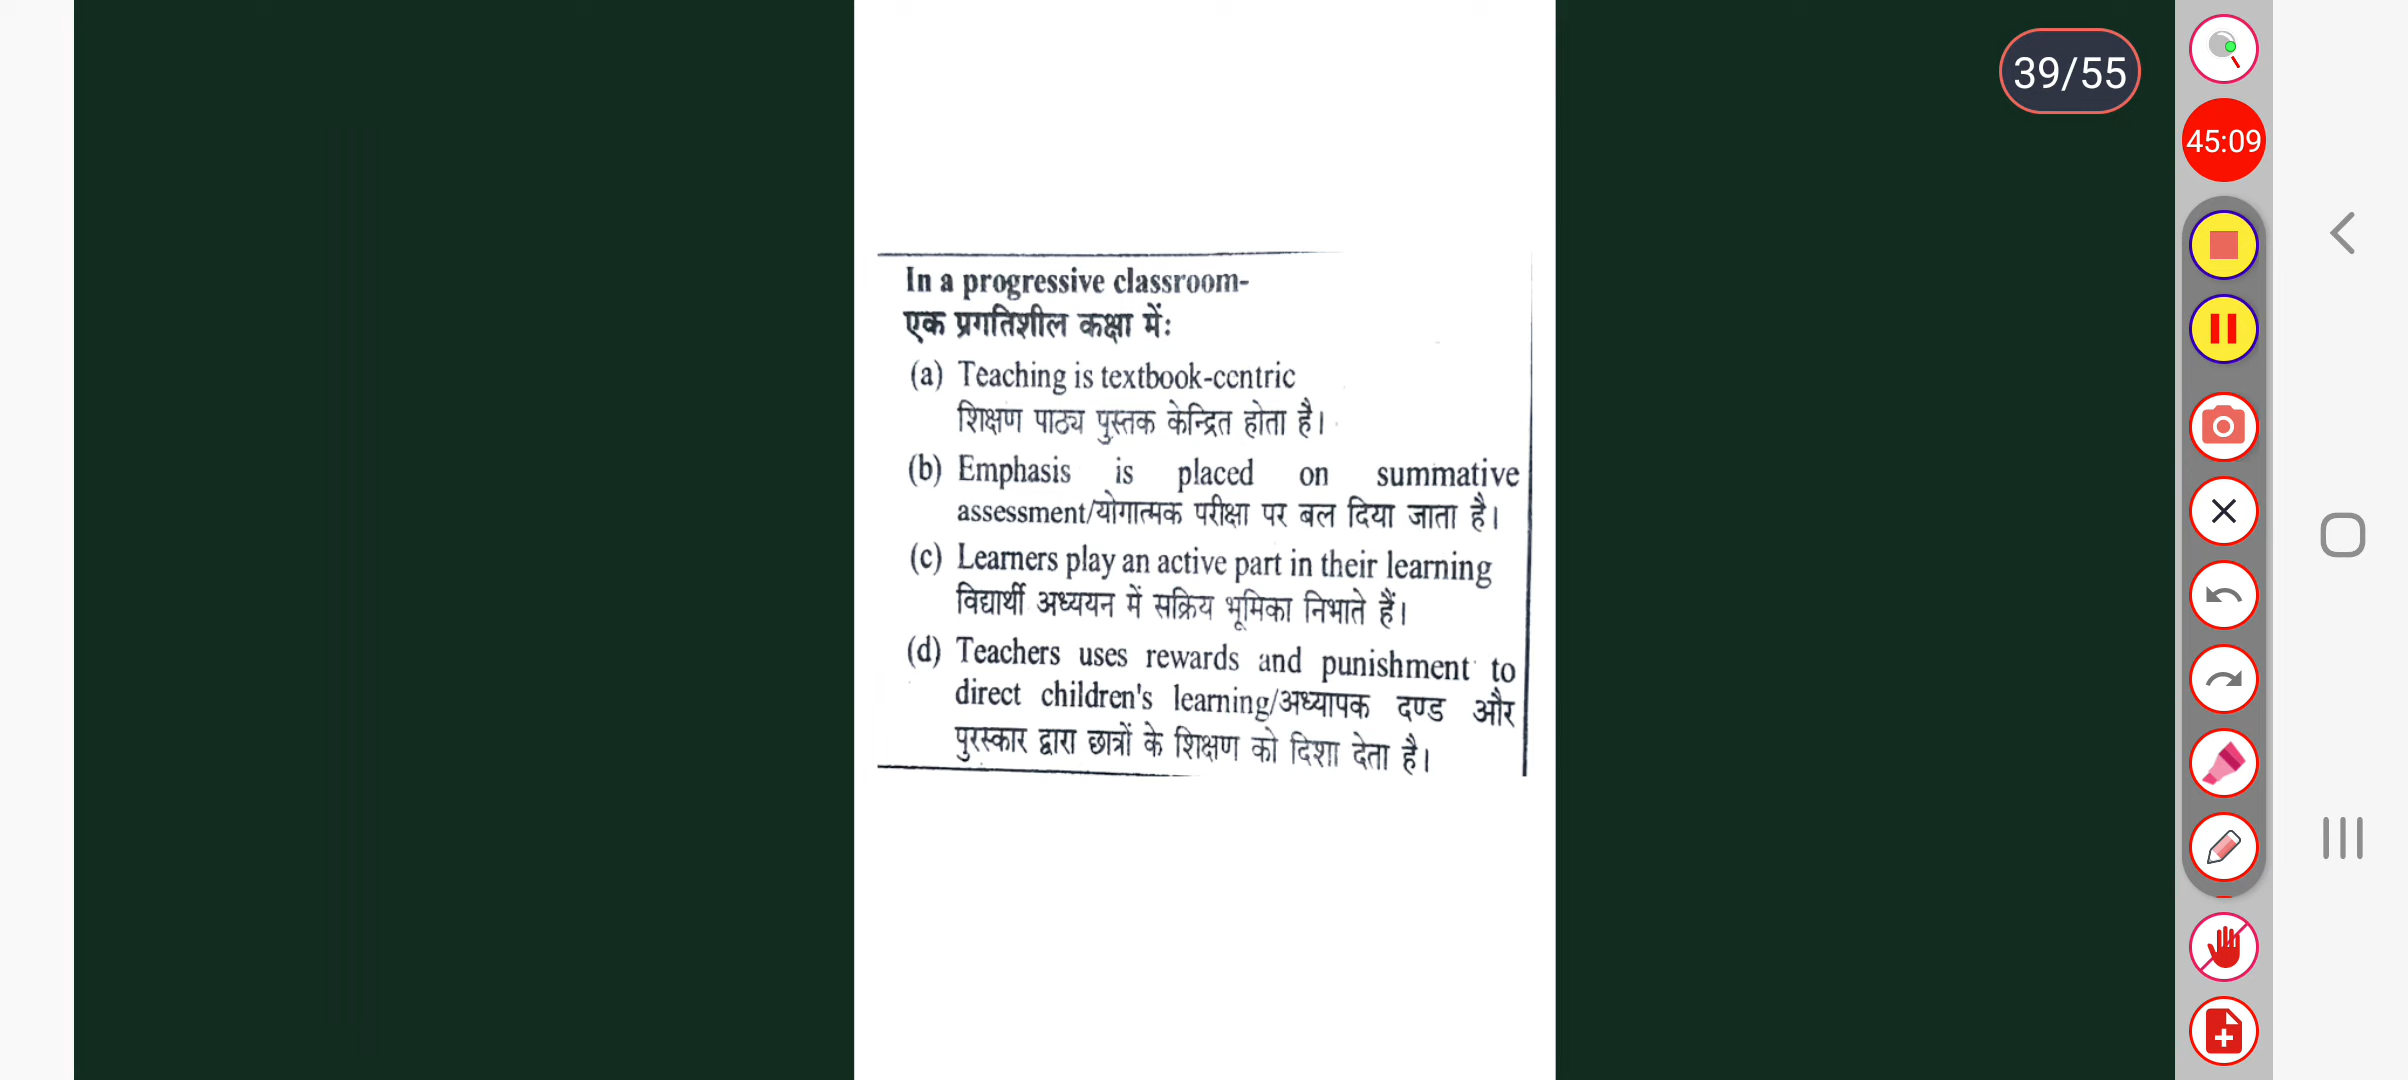 39/55
45:09
In a progressive classroom-
एक प्रगतिशील कक्षा में:
(a) Teaching is textbook-centric
शिक्षण पाठ्य पुस्तक केन्द्रित होता है।
(b) Emphasis is placed on summative
assessment/योगात्मक परीक्षा पर बल दिया जाता है।
(c) Learners play an active part in their learning
विद्यार्थी अध्ययन में सक्रिय भूमिका निभाते हैं।
(d) Teachers uses rewards and punishment to
direct children's learning/अध्यापक दण्ड और
पुरस्कार द्वारा छात्रों के शिक्षण को दिशा देता है।